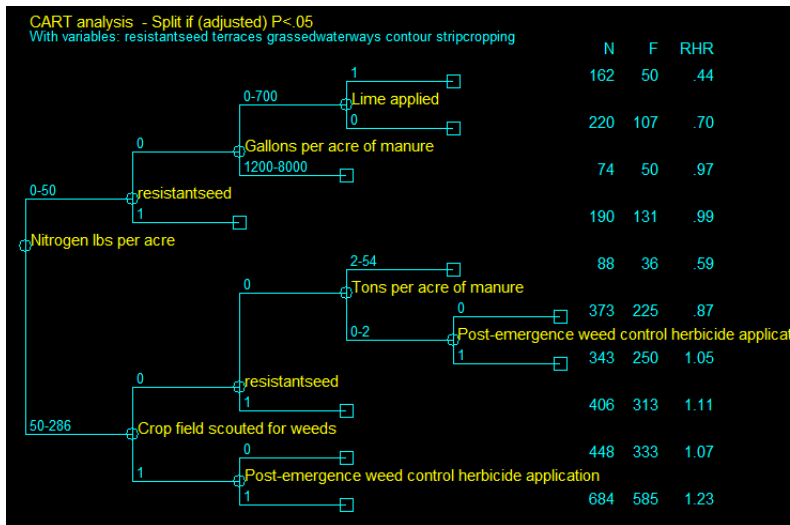 CART analysis - Split if (adjusted) P<.05
With variables: resistantseed terraces grassedwaterways contour stripcropping
N F RHR
1 162 50 .44
0-700 Lime applied
0 220 107 .70
0 Gallons per acre of manure
1200-8000 74 50 .97
0-50 resistantseed
1 190 131 .99
Nitrogen lbs per acre
2-54 88 36 .59
0 Tons per acre of manure
0 373 225 .87
0-2 Post-emergence weed control herbicide applicat
1 343 250 1.05
0 resistantseed
1 406 313 1.11
50-286 Crop field scouted for weeds
0 448 333 1.07
1 Post-emergence weed control herbicide application
1 684 585 1.23